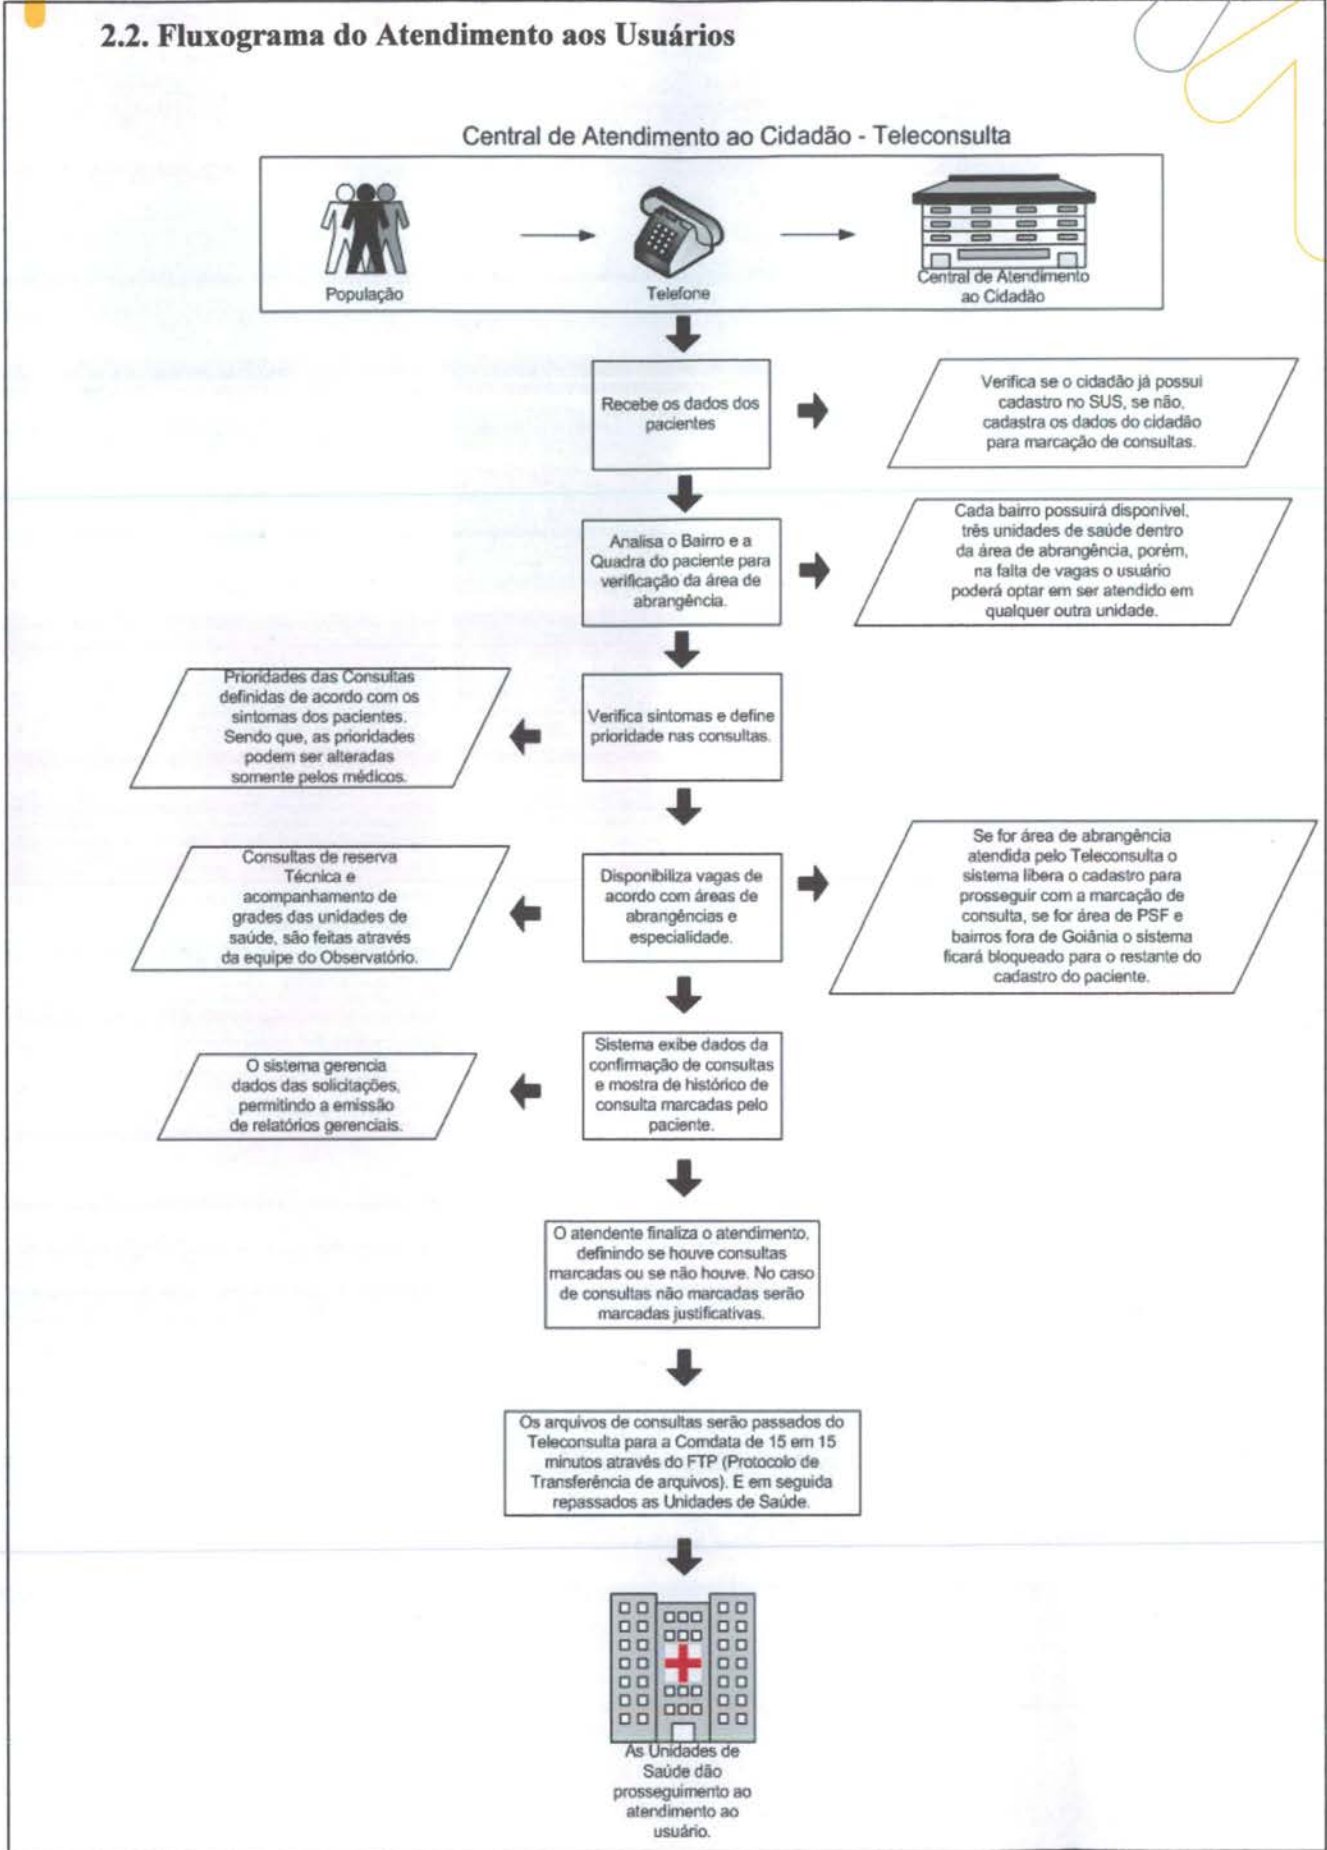 2.2. Fluxograma do Atendimento aos Usuários
Central de Atendimento ao Cidadão - Teleconsulta
População
Telefone
Central de Atendimento
ao Cidadão
Recebe os dados dos
pacientes
Verifica se o cidadão já possui
cadastro no SUS, se não,
cadastra os dados do cidadão
para marcação de consultas.
Analisa o Bairro e a
Quadra do paciente para
verificação da área de
abrangência.
Cada bairro possuirá disponível,
três unidades de saúde dentro
da área de abrangência, porém,
na falta de vagas o usuário
poderá optar em ser atendido em
qualquer outra unidade.
Prioridades das Consultas
definidas de acordo com os
sintomas dos pacientes.
Sendo que, as prioridades
podem ser alteradas
somente pelos médicos.
Verifica sintomas e define
prioridade nas consultas.
Consultas de reserva
Técnica e
acompanhamento de
grades das unidades de
saúde, são feitas através
da equipe do Observatório.
Disponibiliza vagas de
acordo com áreas de
abrangências e
especialidade.
Se for área de abrangência
atendida pelo Teleconsulta o
sistema libera o cadastro para
prosseguir com a marcação de
consulta, se for área de PSF e
bairros fora de Goiânia o sistema
ficará bloqueado para o restante do
cadastro do paciente.
O sistema gerencia
dados das solicitações,
permitindo a emissão
de relatórios gerenciais.
Sistema exibe dados da
confirmação de consultas
e mostra de histórico de
consulta marcadas pelo
paciente.
O atendente finaliza o atendimento,
definindo se houve consultas
marcadas ou se não houve. No caso
de consultas não marcadas serão
marcadas justificativas.
Os arquivos de consultas serão passados do
Teleconsulta para a Comdata de 15 em 15
minutos através do FTP (Protocolo de
Transferência de arquivos). E em seguida
repassados as Unidades de Saúde.
As Unidades de
Saúde dão
prosseguimento ao
atendimento ao
usuário.